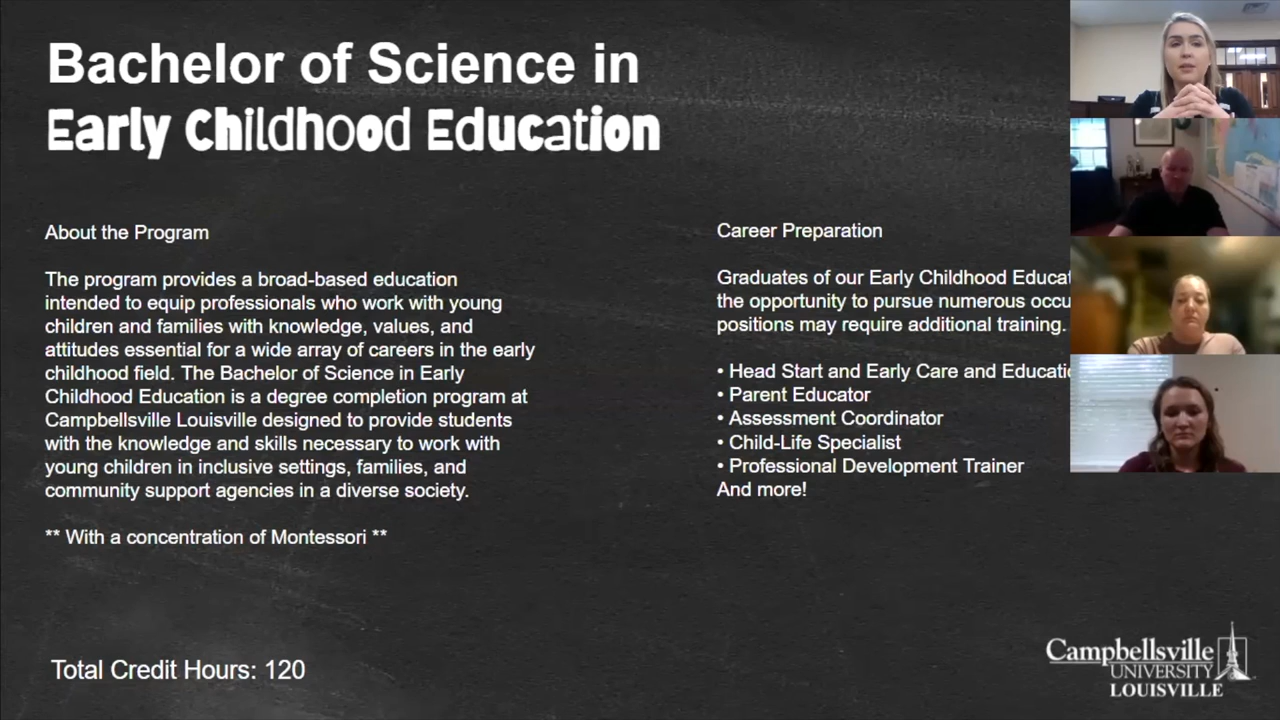 Bachelor of Science in
Early Childhood Education
About the Program
The program provides a broad-based education
intended to equip professionals who work with young
children and families with knowledge, values, and
attitudes essential for a wide array of careers in the early
childhood field. The Bachelor of Science in Early
Childhood Education is a degree completion program at
Campbellsville Louisville designed to provide students
with the knowledge and skills necessary to work with
young children in inclusive settings, families, and
community support agencies in a diverse society.
** With a concentration of Montessori **
Career Preparation
Graduates of our Early Childhood
the opportunity to pursue numerous
positions may require additional training.
• Head Start and Early Care and
• Parent Educator
• Assessment Coordinator
• Child-Life Specialist
• Professional Development Trainer
And more!
Total Credit Hours: 120
Campbellsville
UNIVERSITY
LOUISVILLE